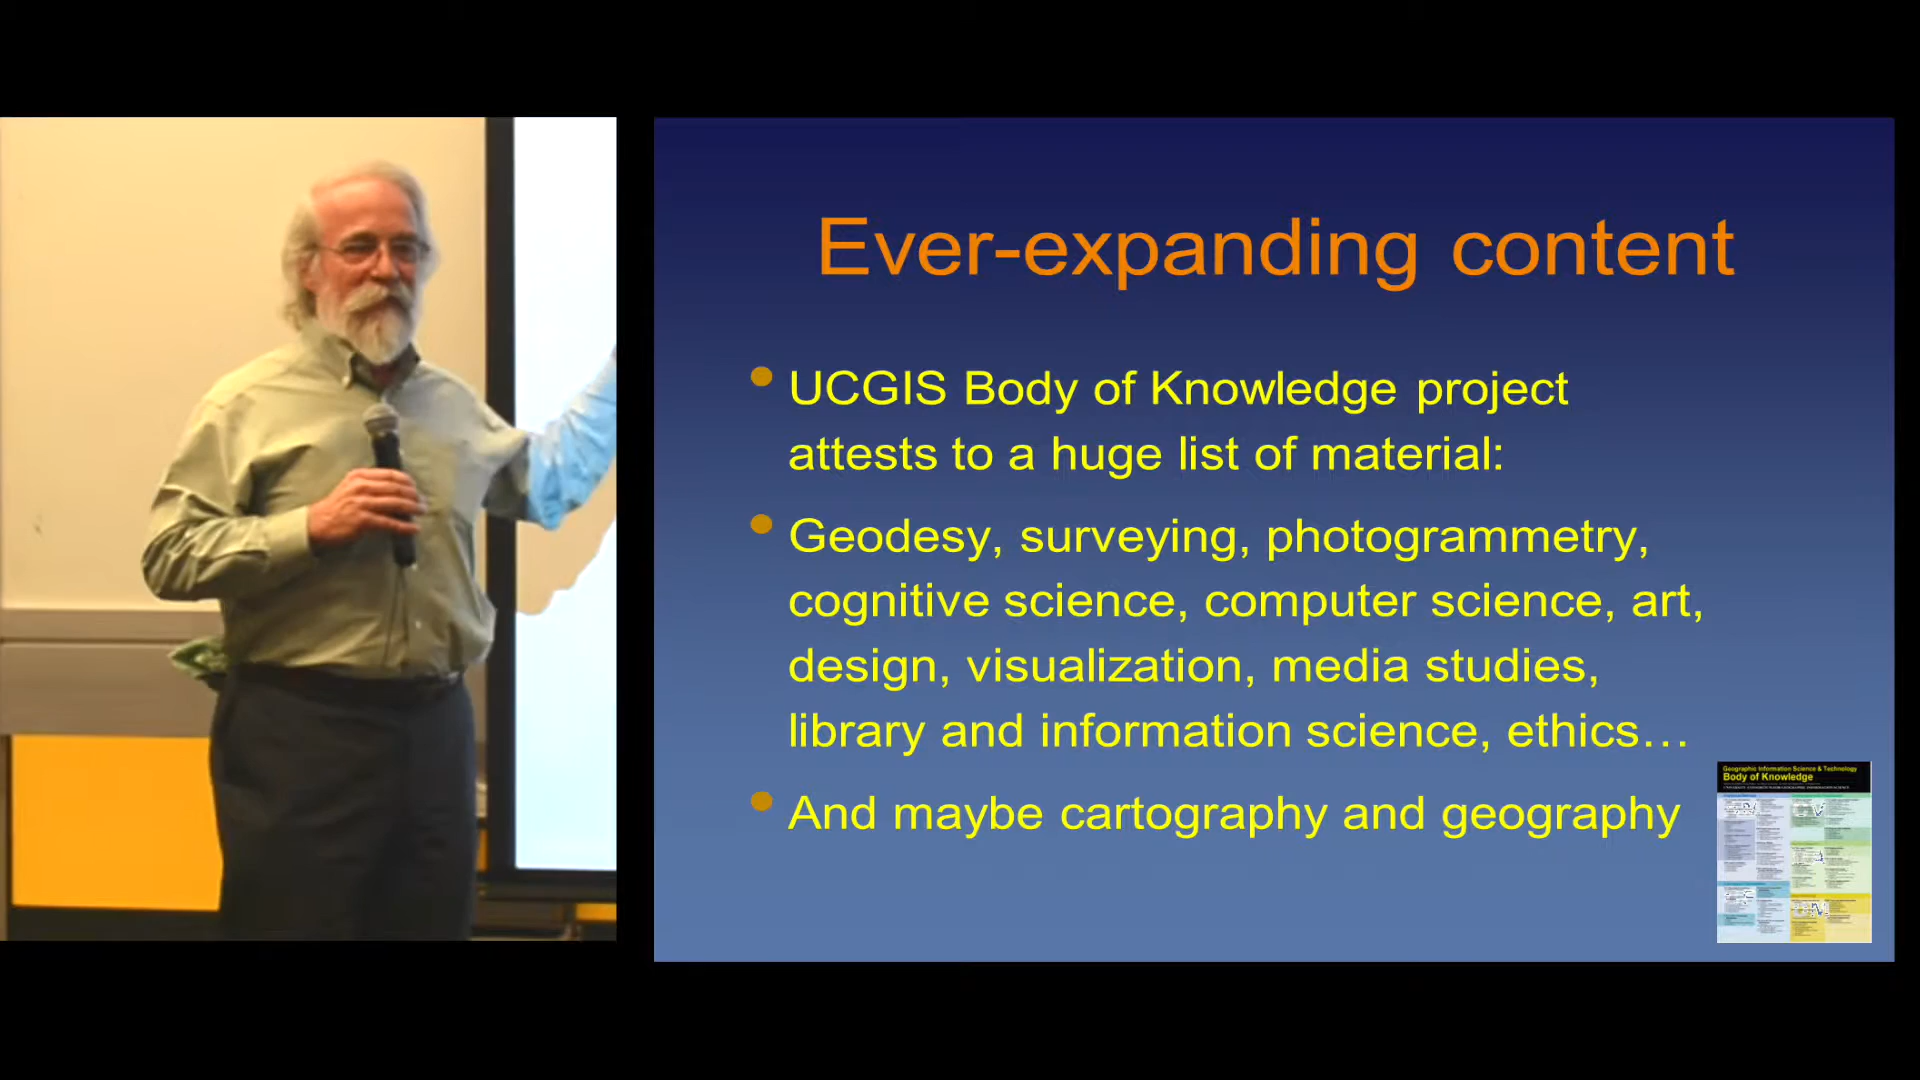 Ever-expanding content
UCGIS Body of Knowledge project
attests to a huge list of material:
Geodesy, surveying, photogrammetry,
cognitive science, computer science, art,
design, visualization, media studies,
library and information science, ethics…
And maybe cartography and geography
Geographic Information Science & Technology
Body of Knowledge